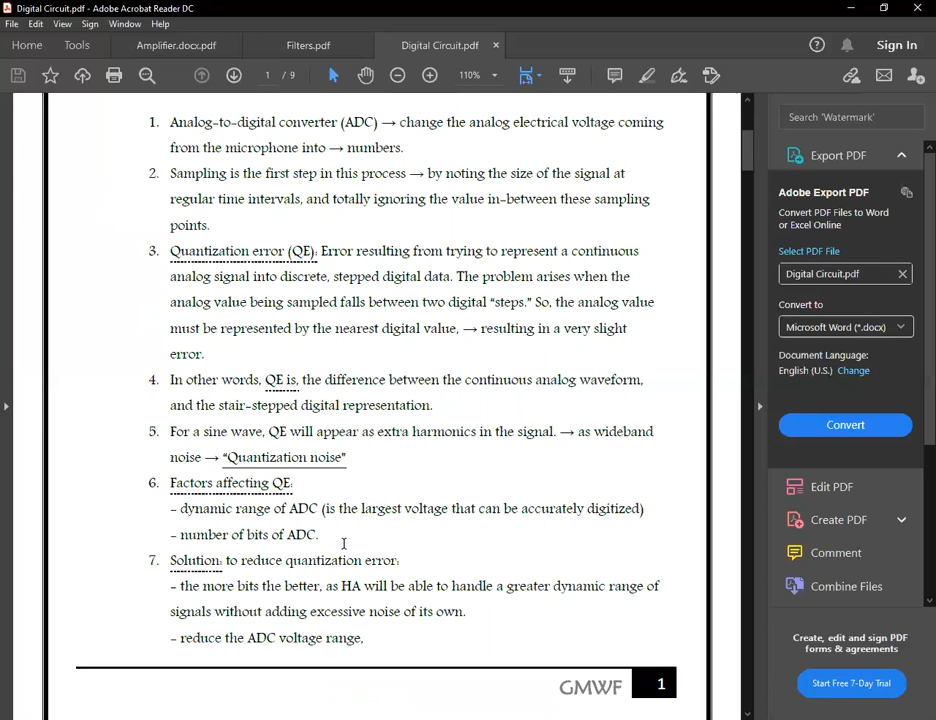 Digital Circuit.pdf - Adobe Acrobat Reader DC
File Edit View Sign Window Help
Home Tools Amplifier.docx.pdf Filters.pdf Digital Circuit.pdf × Sign In
1 / 9 110%
1. Analog-to-digital converter (ADC) → change the analog electrical voltage coming
from the microphone into → numbers.
2. Sampling is the first step in this process → by noting the size of the signal at
regular time intervals, and totally ignoring the value in-between these sampling
points.
3. Quantization error (QE): Error resulting from trying to represent a continuous
analog signal into discrete, stepped digital data. The problem arises when the
analog value being sampled falls between two digital “steps.” So, the analog value
must be represented by the nearest digital value, → resulting in a very slight
error.
4. In other words, QE is, the difference between the continuous analog waveform,
and the stair-stepped digital representation.
5. For a sine wave, QE will appear as extra harmonics in the signal. → as wideband
noise → “Quantization noise”
6. Factors affecting QE:
- dynamic range of ADC (is the largest voltage that can be accurately digitized)
- number of bits of ADC.
7. Solution: to reduce quantization error:
- the more bits the better, as HA will be able to handle a greater dynamic range of
signals without adding excessive noise of its own.
- reduce the ADC voltage range,
GMWF 1
Search 'Watermark'
Export PDF
Adobe Export PDF
Convert PDF Files to Word
or Excel Online
Select PDF File
Digital Circuit.pdf
Convert to
Microsoft Word (*.docx)
Document Language:
English (U.S.) Change
Convert
Edit PDF
Create PDF
Comment
Combine Files
Create, edit and sign PDF
forms & agreements
Start Free 7-Day Trial